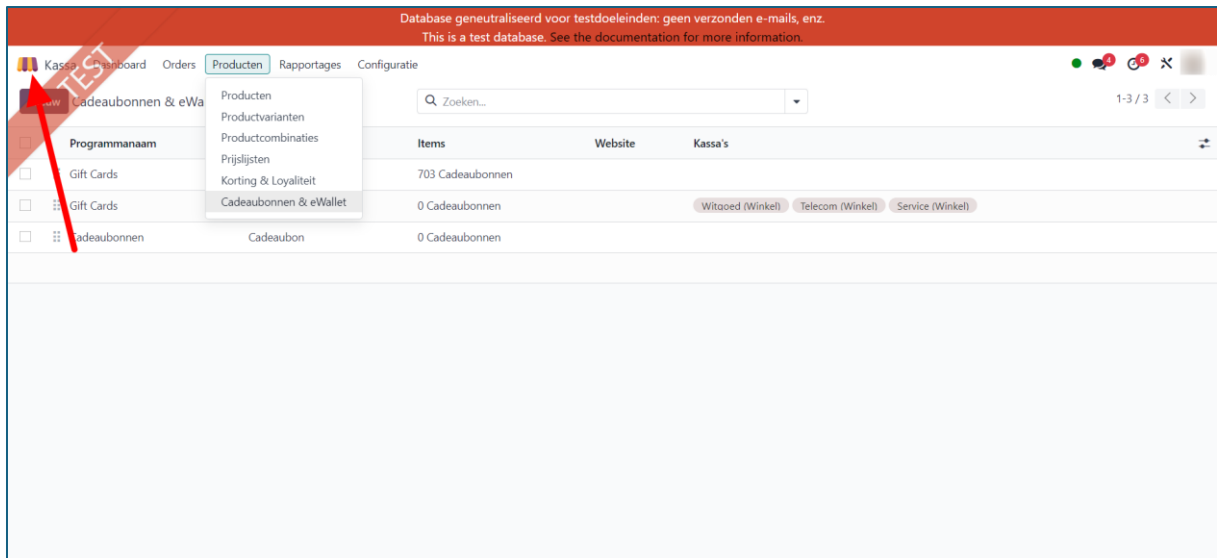 Database geneutraliseerd voor testdoeleinden: geen verzonden e-mails, enz.
This is a test database. See the documentation for more information.
TEST
Kassa Dashboard Orders Producten Rapportages Configuratie 4 6
Cadeaubonnen & eWa Zoeken... 1-3 / 3
Producten
Productvarianten
Productcombinaties
Prijslijsten
Korting & Loyaliteit
Cadeaubonnen & eWallet
Programmanaam Items Website Kassa's
Gift Cards 703 Cadeaubonnen
Gift Cards 0 Cadeaubonnen Witgoed (Winkel) Telecom (Winkel) Service (Winkel)
Cadeaubonnen Cadeaubon 0 Cadeaubonnen